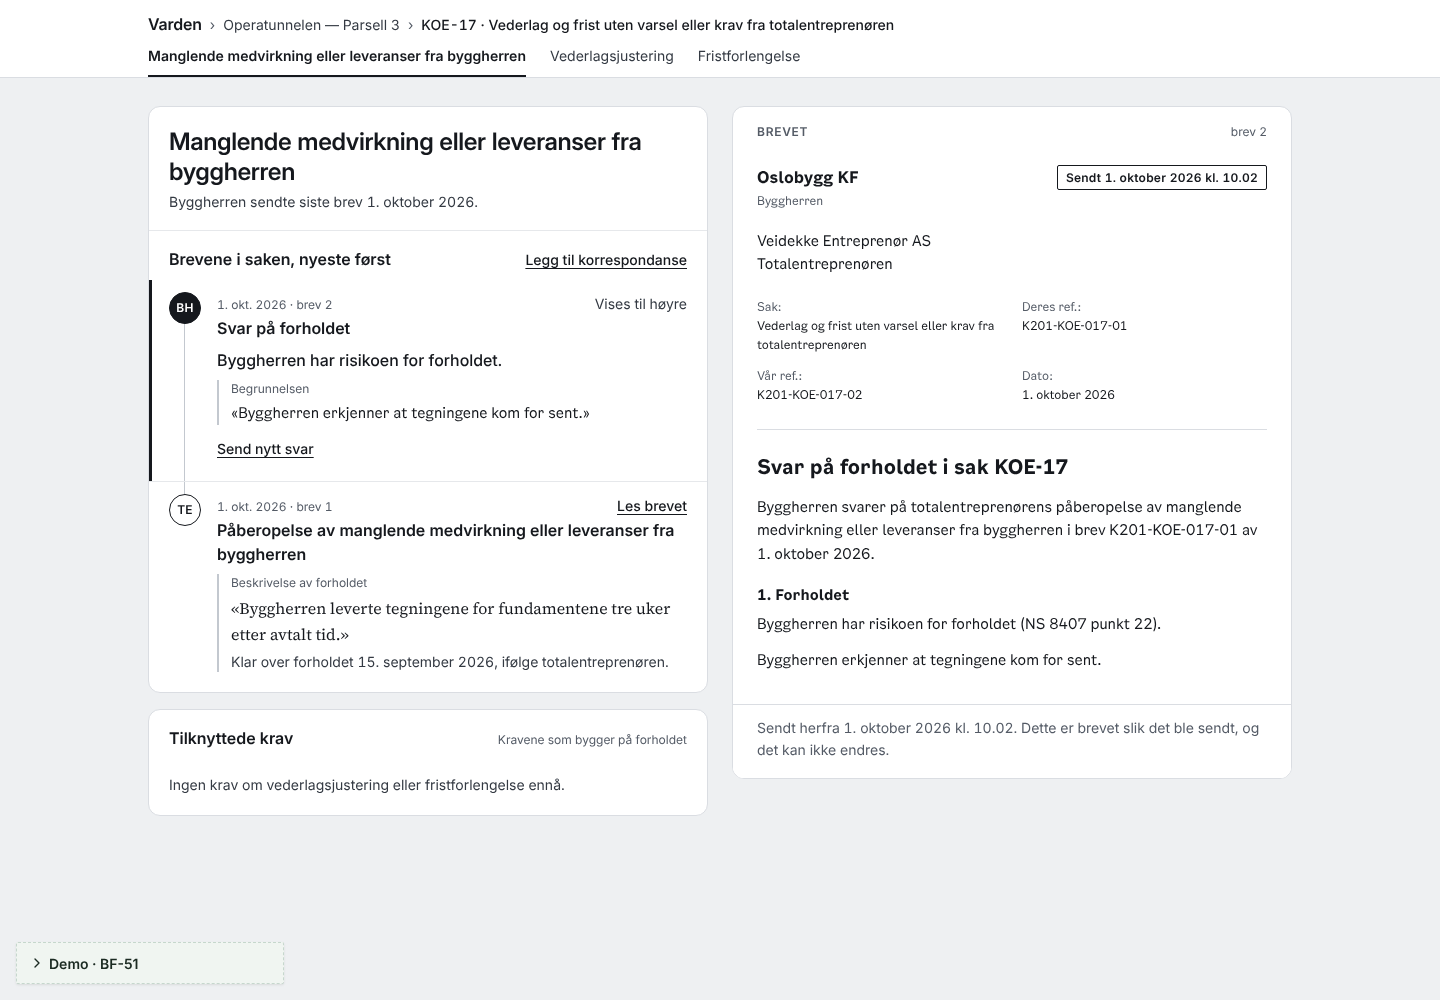 Varden › Operatunnelen — Parsell 3 › KOE-17 · Vederlag og frist uten varsel eller krav fra totalentreprenøren
Manglende medvirkning eller leveranser fra byggherren Vederlagsjustering Fristforlengelse
Manglende medvirkning eller leveranser fra
byggherren
Byggherren sendte siste brev 1. oktober 2026.
Brevene i saken, nyeste først Legg til korrespondanse
BH 1. okt. 2026 · brev 2 Vises til høyre
Svar på forholdet
Byggherren har risikoen for forholdet.
Begrunnelsen
«Byggherren erkjenner at tegningene kom for sent.»
Send nytt svar
TE 1. okt. 2026 · brev 1 Les brevet
Påberopelse av manglende medvirkning eller leveranser fra
byggherren
Beskrivelse av forholdet
«Byggherren leverte tegningene for fundamentene tre uker
etter avtalt tid.»
Klar over forholdet 15. september 2026, ifølge totalentreprenøren.
Tilknyttede krav Kravene som bygger på forholdet
Ingen krav om vederlagsjustering eller fristforlengelse ennå.
BREVET brev 2
Oslobygg KF Sendt 1. oktober 2026 kl. 10.02
Byggherren
Veidekke Entreprenør AS
Totalentreprenøren
Sak: Deres ref.:
Vederlag og frist uten varsel eller krav fra K201-KOE-017-01
totalentreprenøren
Vår ref.: Dato:
K201-KOE-017-02 1. oktober 2026
Svar på forholdet i sak KOE-17
Byggherren svarer på totalentreprenørens påberopelse av manglende
medvirkning eller leveranser fra byggherren i brev K201-KOE-017-01 av
1. oktober 2026.
1. Forholdet
Byggherren har risikoen for forholdet (NS 8407 punkt 22).
Byggherren erkjenner at tegningene kom for sent.
Sendt herfra 1. oktober 2026 kl. 10.02. Dette er brevet slik det ble sendt, og
det kan ikke endres.
Demo · BF-51